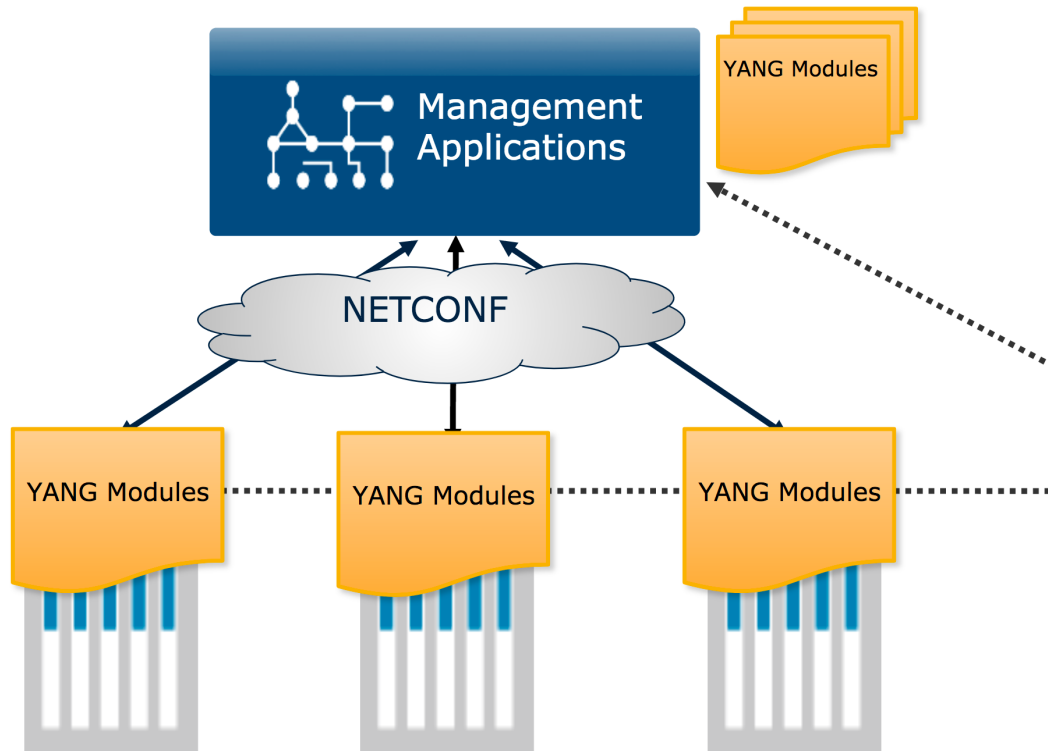 YANG Modules
Management
Applications
NETCONF
YANG Modules
YANG Modules
YANG Modules